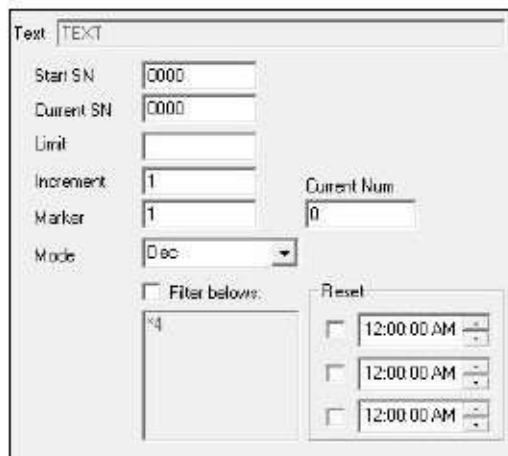 Text TEXT
Start SN 0000
Current SN 0000
Limit
Increment 1
Current Num
Marker 1 0
Mode Dec
Filter belows: Reset
*4
12:00:00 AM
12:00:00 AM
12:00:00 AM